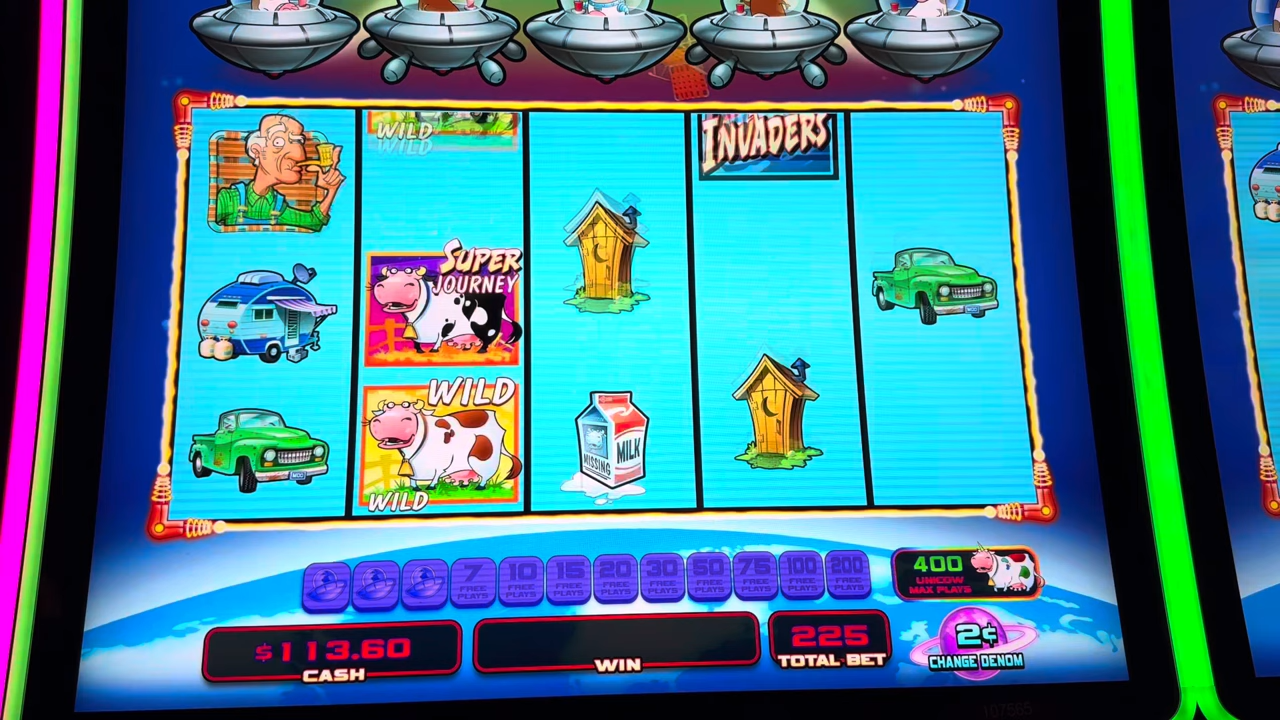 WILD
WILD
INVADERS
SUPER
JOURNEY
WILD
WILD
MISSING
MILK
7
FREE
PLAYS
10
FREE
PLAYS
15
FREE
PLAYS
20
FREE
PLAYS
30
FREE
PLAYS
50
FREE
PLAYS
75
FREE
PLAYS
100
FREE
PLAYS
200
FREE
PLAYS
400
UNICOW
MAX PLAYS
$113.60
CASH
WIN
225
TOTAL BET
2¢
CHANGE DENOM